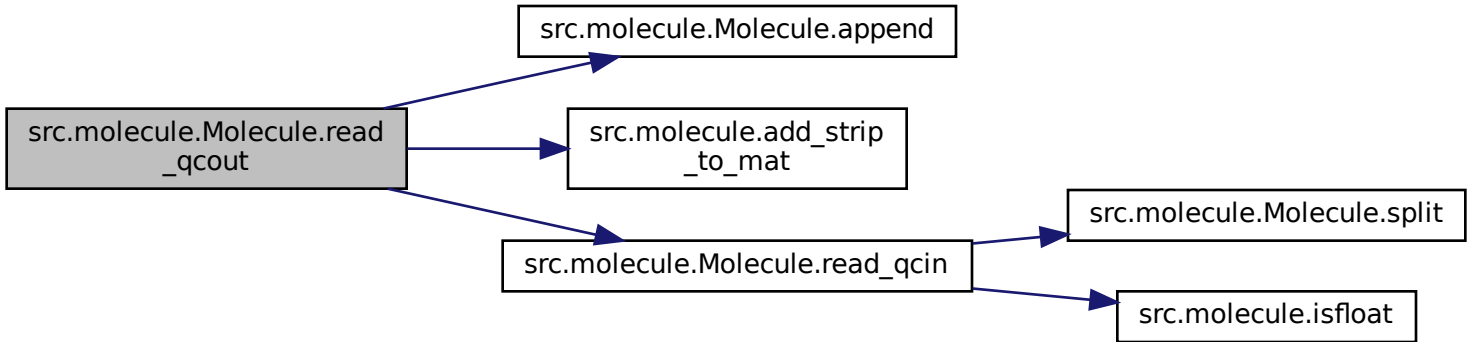 src.molecule.Molecule.read
_qcout
src.molecule.Molecule.append
src.molecule.add_strip
_to_mat
src.molecule.Molecule.read_qcin
src.molecule.Molecule.split
src.molecule.isfloat